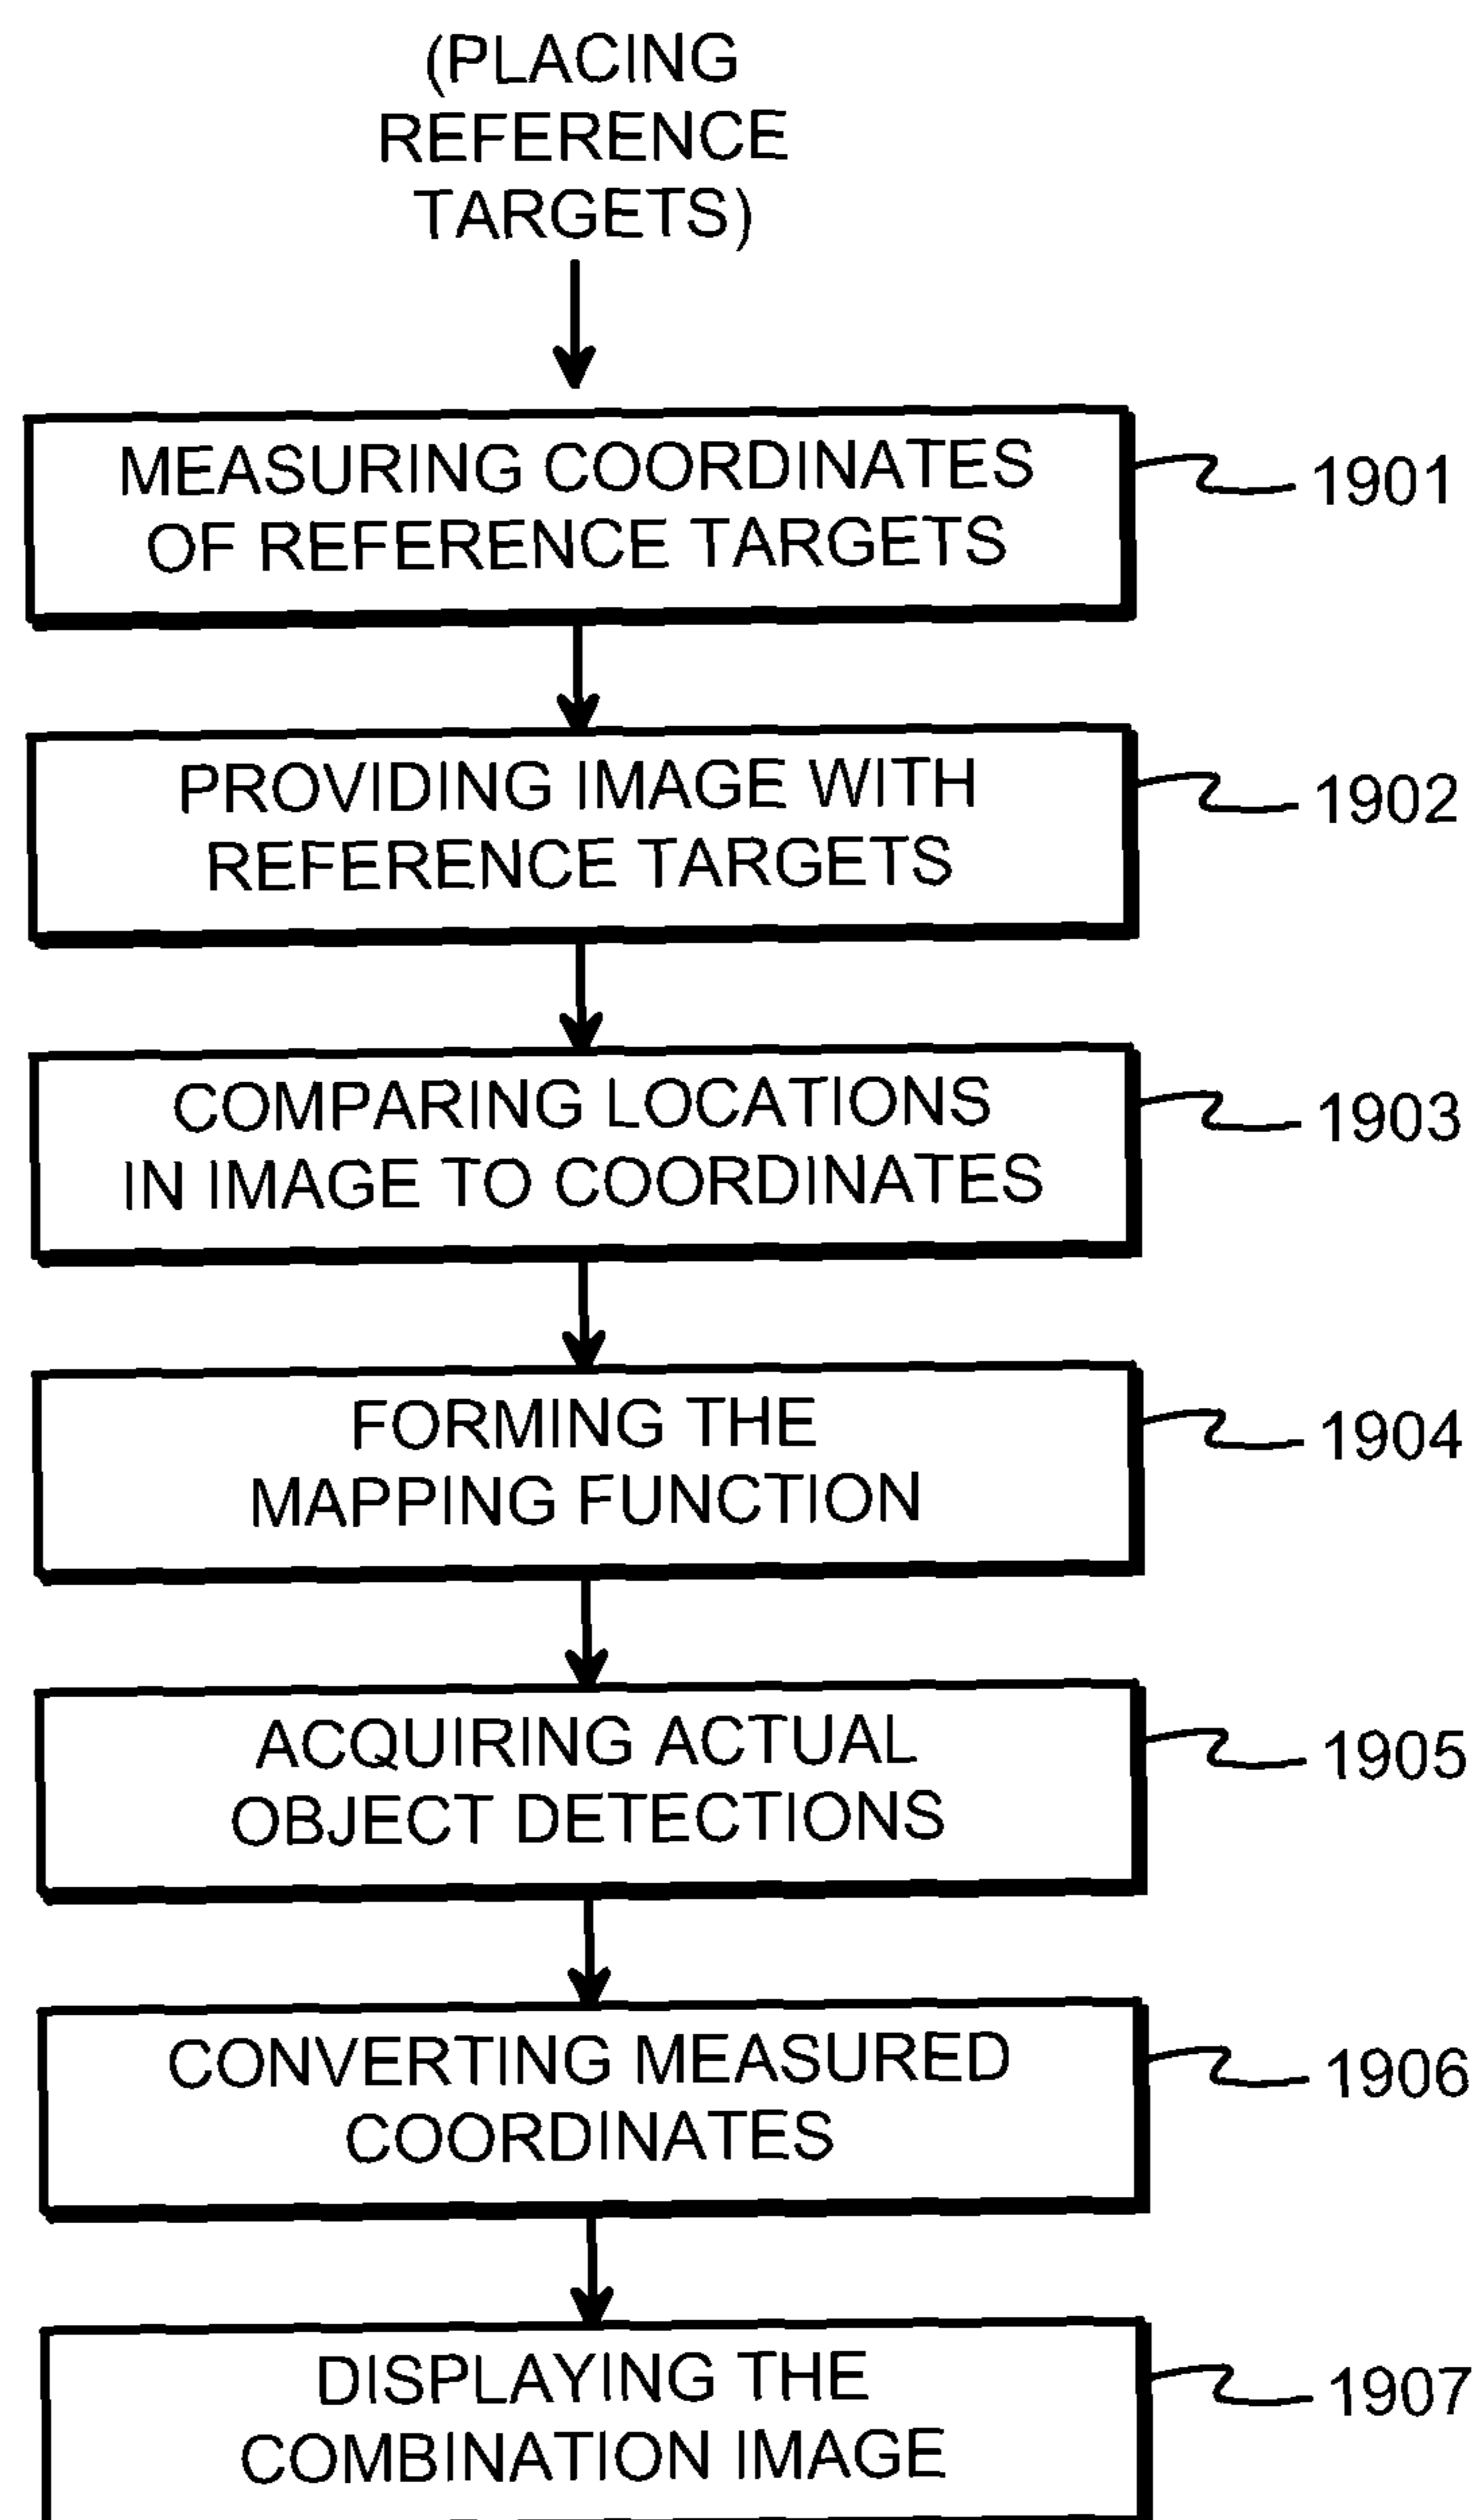 (PLACING
REFERENCE
TARGETS)
MEASURING COORDINATES
OF REFERENCE TARGETS
1901
PROVIDING IMAGE WITH
REFERENCE TARGETS
1902
COMPARING LOCATIONS
IN IMAGE TO COORDINATES
1903
FORMING THE
MAPPING FUNCTION
1904
ACQUIRING ACTUAL
OBJECT DETECTIONS
1905
CONVERTING MEASURED
COORDINATES
1906
DISPLAYING THE
COMBINATION IMAGE
1907